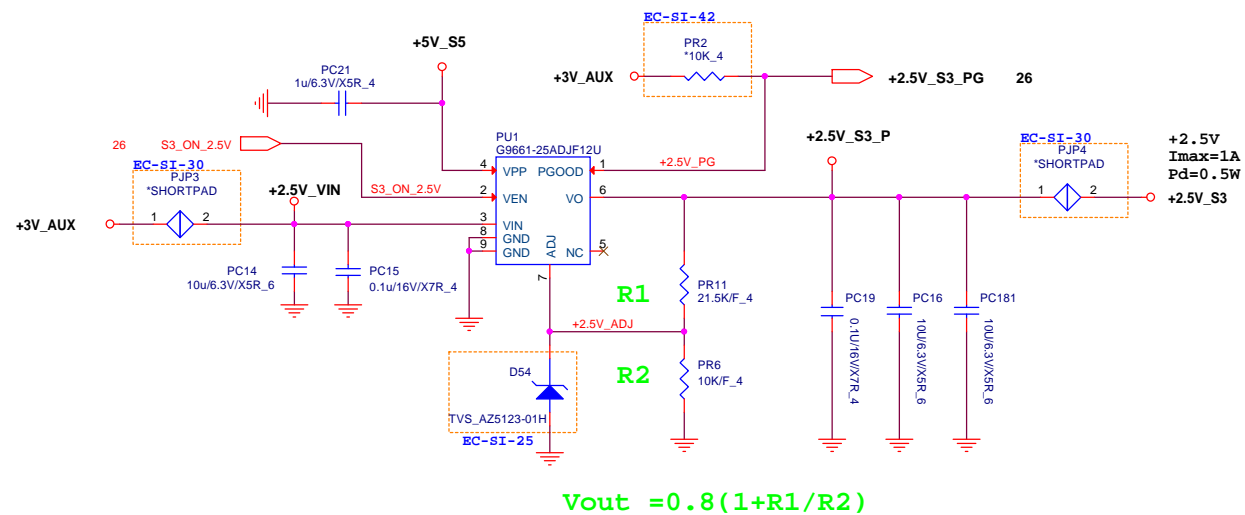 EC-SI-42
+5V_S5
PR2
*10K_4
PC21
1u/6.3V/X5R_4
+3V_AUX
+2.5V_S3_PG 26
PU1
G9661-25ADJF12U
+2.5V_S3_P
EC-SI-30
PJP4
*SHORTPAD
+2.5V
Imax=1A
Pd=0.5W
26 S3_ON_2.5V
EC-SI-30
PJP3
*SHORTPAD
+2.5V_VIN
S3_ON_2.5V
4 VPP PGOOD 1
+2.5V_PG
2 VEN VO 6
1 2
+2.5V_S3
+3V_AUX
1 2
3 VIN
8 GND
9 GND
ADJ
NC 5
7
PC14
10u/6.3V/X5R_6
PC15
0.1u/16V/X7R_4
R1
PR11
21.5K/F_4
+2.5V_ADJ
PC19
0.1U/16V/X7R_4
PC16
10U/6.3V/X5R_6
PC181
10U/6.3V/X5R_6
R2
PR6
10K/F_4
D54
TVS_AZ5123-01H
EC-SI-25
Vout =0.8(1+R1/R2)